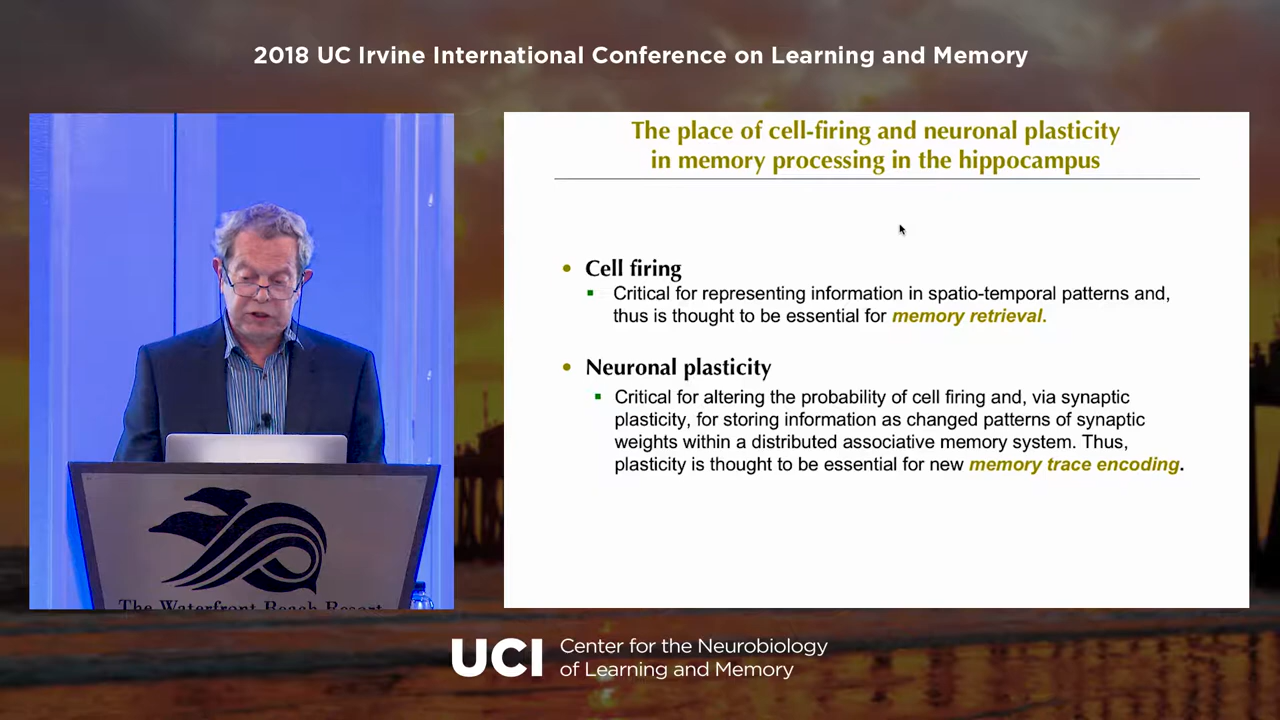 2018 UC Irvine International Conference on Learning and Memory
The place of cell-firing and neuronal plasticity
in memory processing in the hippocampus
• Cell firing
▪ Critical for representing information in spatio-temporal patterns and,
thus is thought to be essential for memory retrieval.
• Neuronal plasticity
▪ Critical for altering the probability of cell firing and, via synaptic
plasticity, for storing information as changed patterns of synaptic
weights within a distributed associative memory system. Thus,
plasticity is thought to be essential for new memory trace encoding.
The Waterfront Beach Resort
UCI Center for the Neurobiology
of Learning and Memory